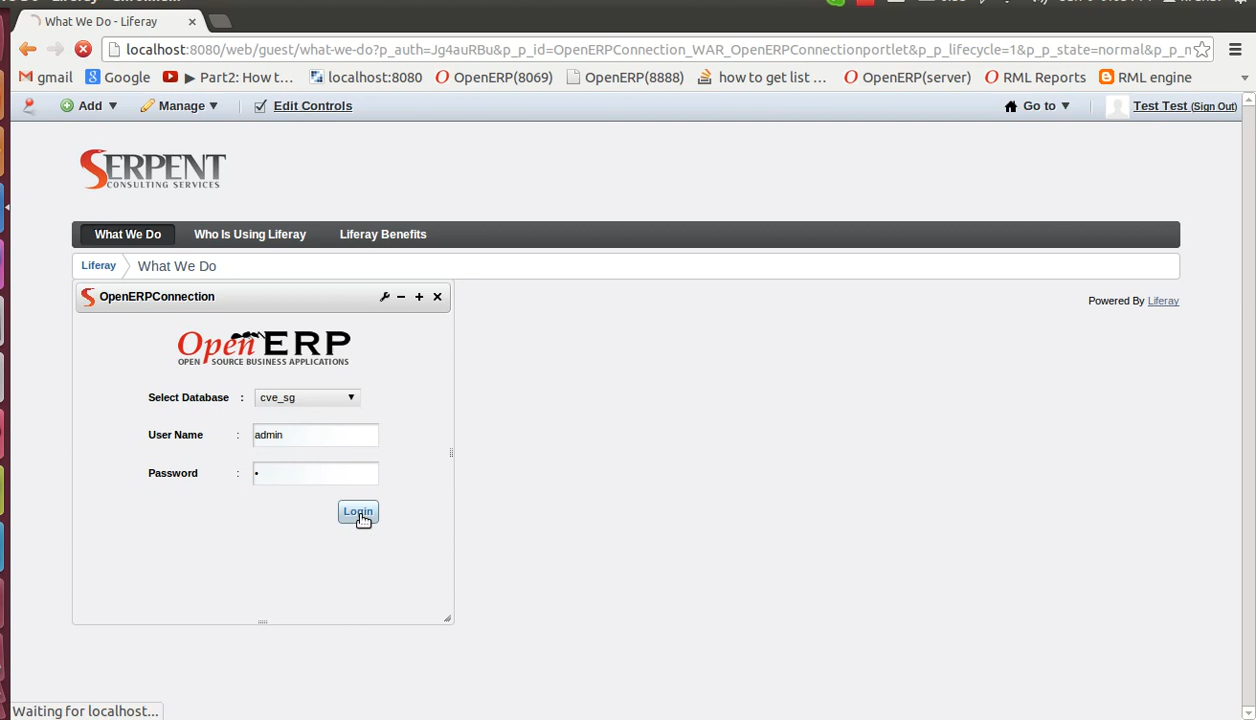 What We Do - Liferay
localhost:8080/web/guest/what-we-do?p_auth=Jg4auRBu&p_p_id=OpenERPConnection_WAR_OpenERPConnectionportlet&p_p_lifecycle=1&p_p_state=normal&p_p_n
gmail Google Part2: How t... localhost:8080 OpenERP(8069) OpenERP(8888) how to get list ... OpenERP(server) RML Reports RML engine
Add Manage Edit Controls Go to Test Test (Sign Out)
SERPENT
CONSULTING SERVICES
What We Do Who Is Using Liferay Liferay Benefits
Liferay What We Do
OpenERPConnection
Powered By Liferay
Open ERP
OPEN SOURCE BUSINESS APPLICATIONS
Select Database : cve_sg
User Name : admin
Password : •
Login
Waiting for localhost...